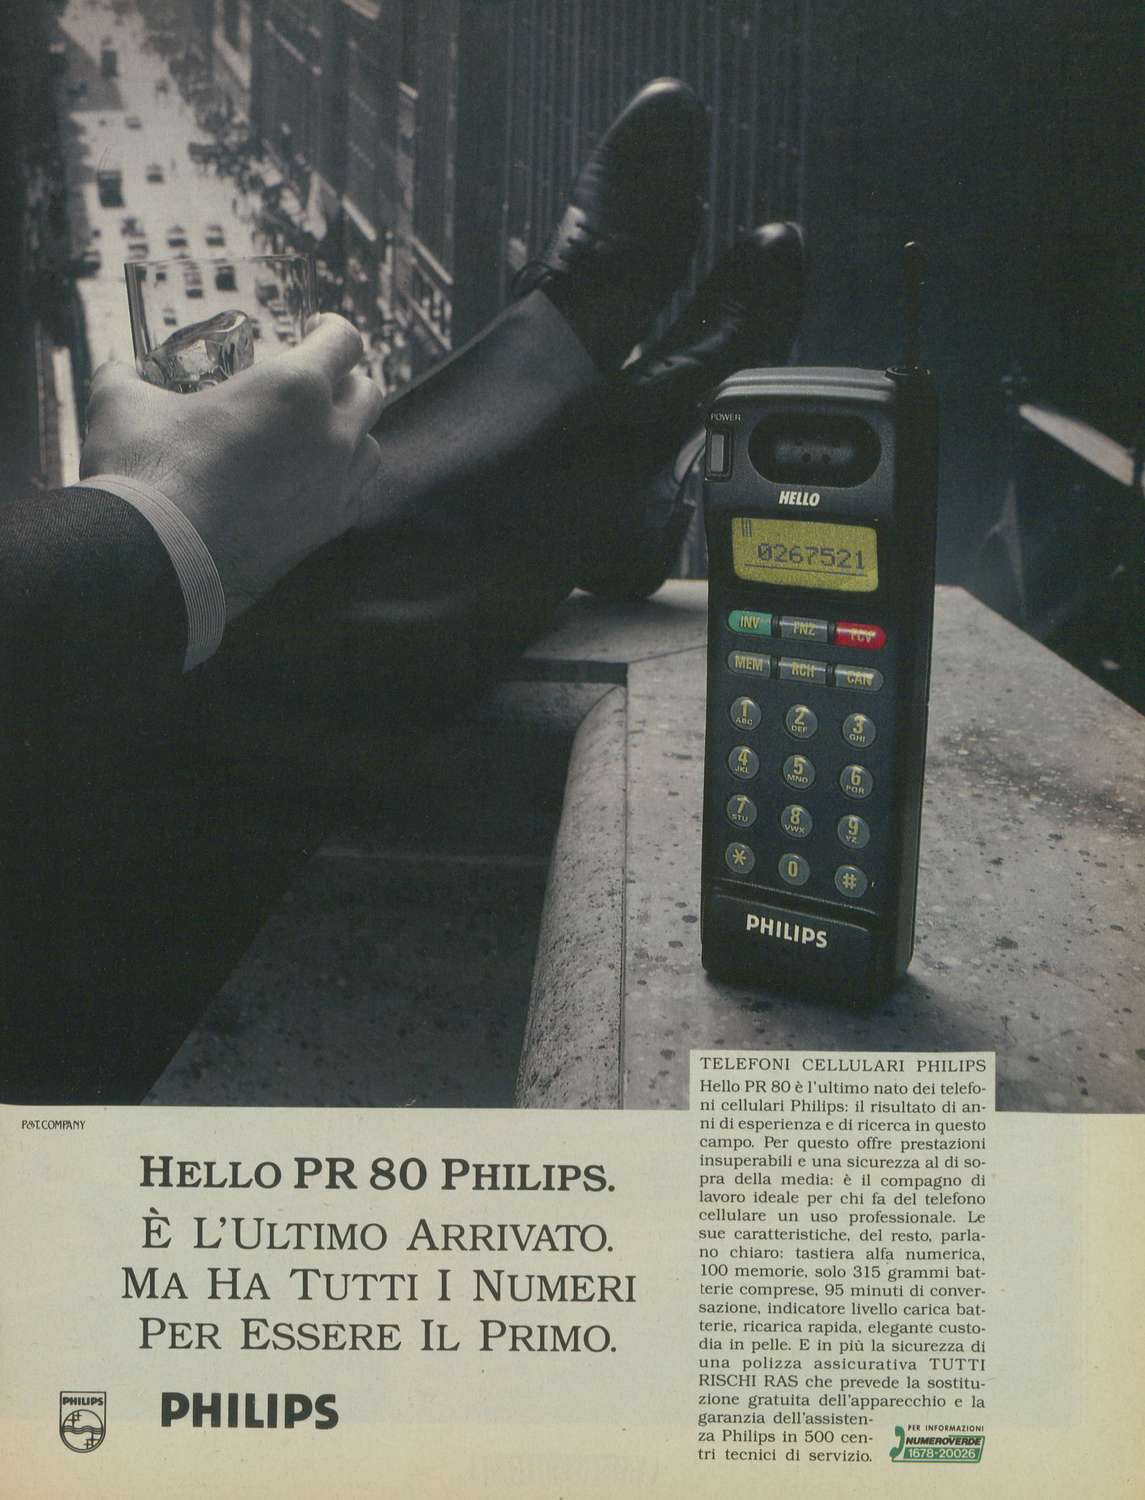 POWER
HELLO
0267521
INV FNZ FCV
MEM RCH CAN
1 2 3
ABC DEF GHI
4 5 6
JKL MNO PQR
7 8 9
STU VWX YZ
* 0 #
PHILIPS
TELEFONI CELLULARI PHILIPS
Hello PR 80 è l'ultimo nato dei telefo-
ni cellulari Philips: il risultato di an-
ni di esperienza e di ricerca in questo
campo. Per questo offre prestazioni
insuperabili e una sicurezza al di so-
pra della media: è il compagno di
lavoro ideale per chi fa del telefono
cellulare un uso professionale. Le
sue caratteristiche, del resto, parla-
no chiaro: tastiera alfa numerica,
100 memorie, solo 315 grammi bat-
terie comprese, 95 minuti di conver-
sazione, indicatore livello carica bat-
terie, ricarica rapida, elegante custo-
dia in pelle. E in più la sicurezza di
una polizza assicurativa TUTTI
RISCHI RAS che prevede la sostitu-
zione gratuita dell'apparecchio e la
garanzia dell'assisten-
za Philips in 500 cen-
tri tecnici di servizio.
PER INFORMAZIONI
NUMEROVERDE
1678-20026
P&T.COMPANY
HELLO PR 80 PHILIPS.
È L'ULTIMO ARRIVATO.
MA HA TUTTI I NUMERI
PER ESSERE IL PRIMO.
PHILIPS
PHILIPS